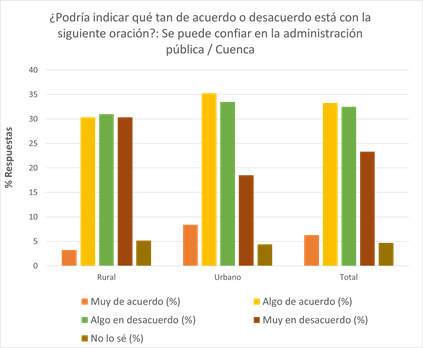 ¿Podría indicar qué tan de acuerdo o desacuerdo está con la
siguiente oración?: Se puede confiar en la administración
pública / Cuenca
40
35
30
25
20
15
10
5
0
% Respuestas
Rural Urbano Total
Muy de acuerdo (%) Algo de acuerdo (%)
Algo en desacuerdo (%) Muy en desacuerdo (%)
No lo sé (%)